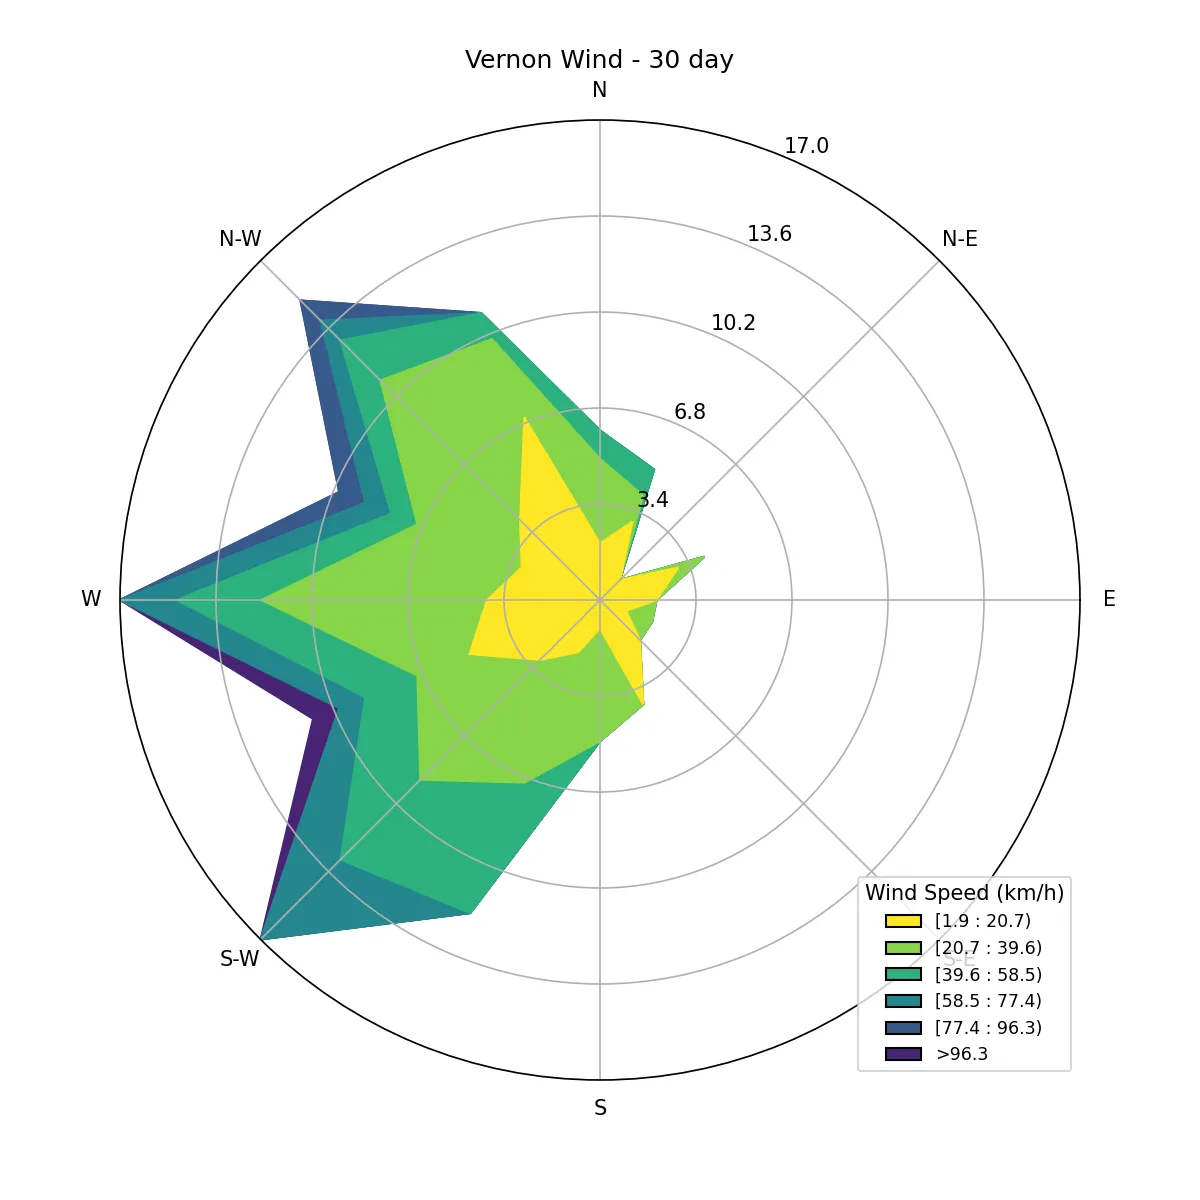 Vernon Wind - 30 day
N
17.0
13.6
N-W
N-E
10.2
6.8
3.4
W
E
Wind Speed (km/h)
[1.9 : 20.7)
[20.7 : 39.6)
S-W
S-E
[39.6 : 58.5)
[58.5 : 77.4)
[77.4 : 96.3)
>96.3
S